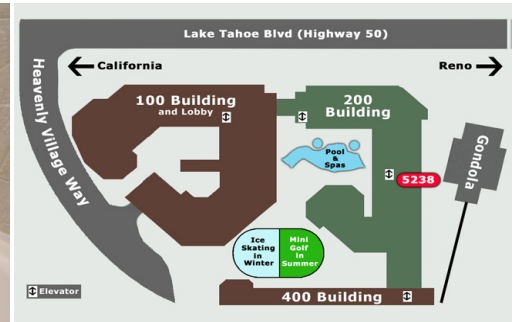 Lake Tahoe Blvd (Highway 50)
California
Reno
Heavenly Village Way
100 Building
and Lobby
200
Building
Pool
&
Spas
5238
Gondola
Ice
Skating
in
Winter
Mini
Golf
in
Summer
Elevator
400 Building